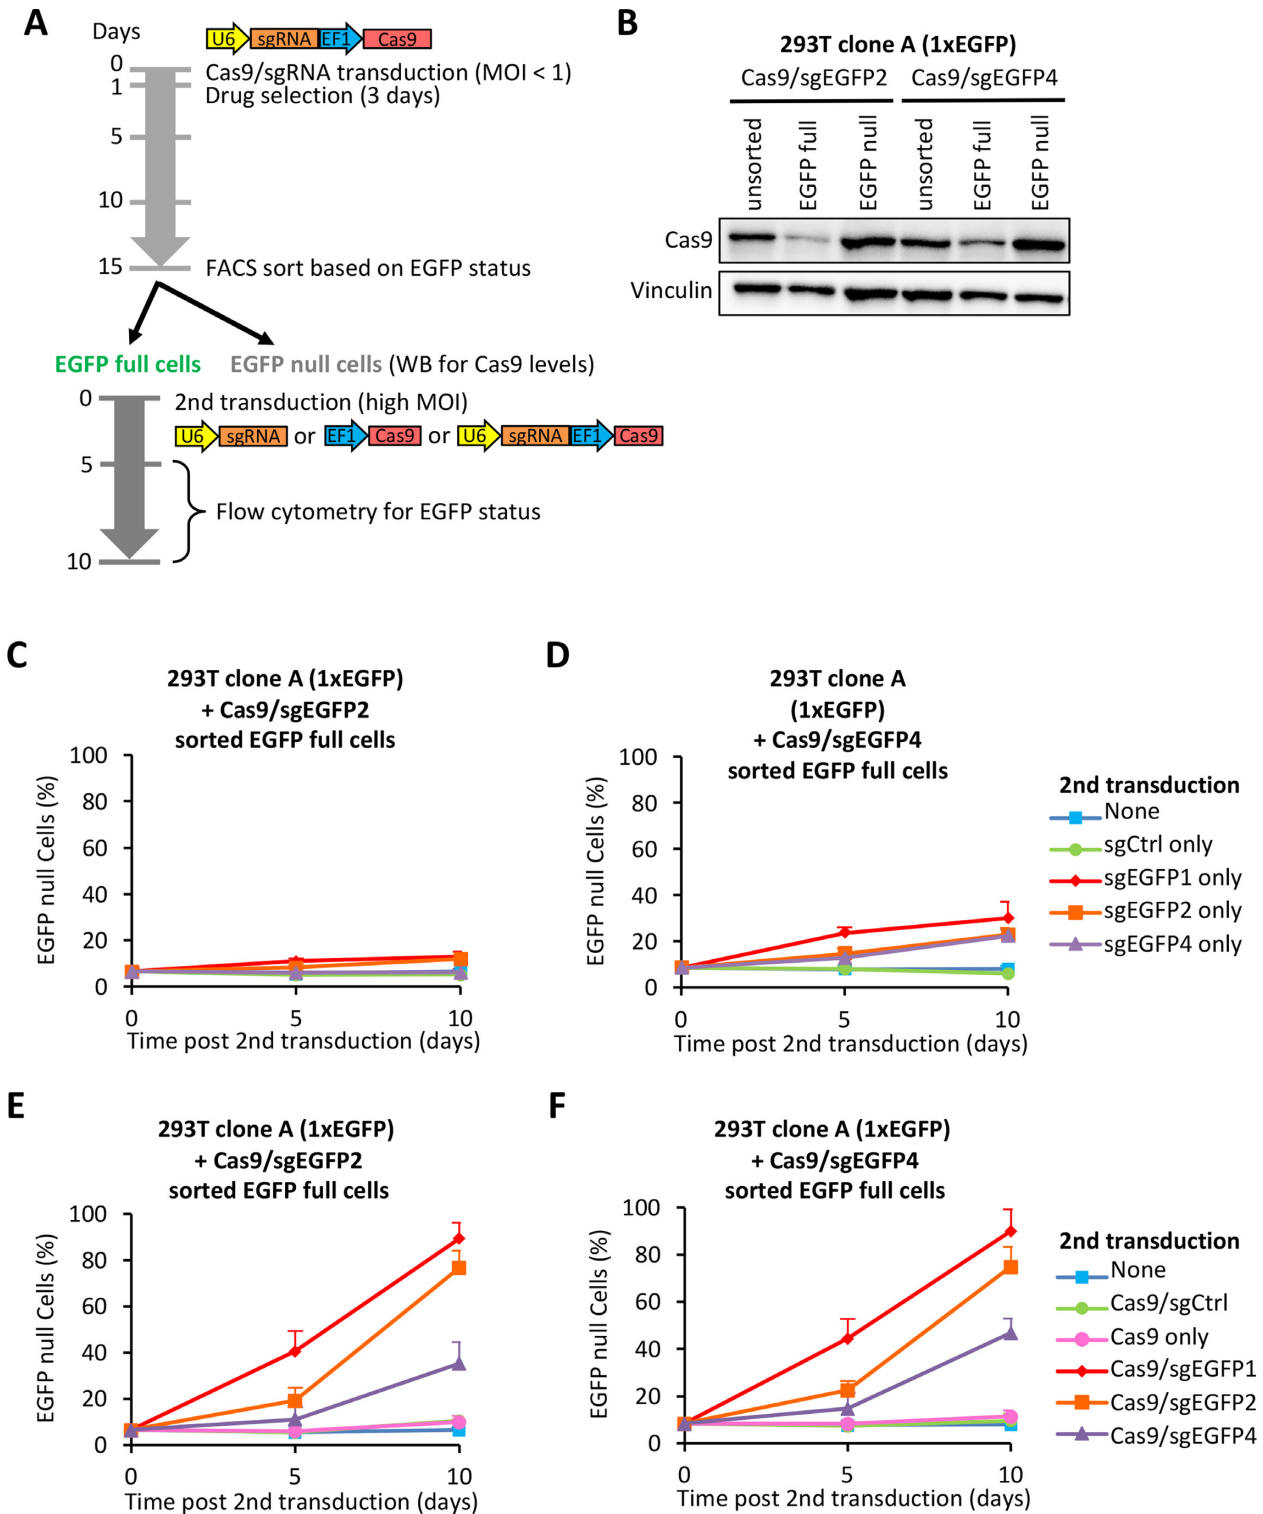 A
Days
U6 sgRNA EF1 Cas9
0
Cas9/sgRNA transduction (MOI < 1)
1
Drug selection (3 days)
5
10
15
FACS sort based on EGFP status
EGFP full cells
EGFP null cells (WB for Cas9 levels)
0
2nd transduction (high MOI)
U6 sgRNA or EF1 Cas9 or U6 sgRNA EF1 Cas9
5
Flow cytometry for EGFP status
10
B
293T clone A (1xEGFP)
Cas9/sgEGFP2 Cas9/sgEGFP4
unsorted
EGFP full
EGFP null
unsorted
EGFP full
EGFP null
Cas9
Vinculin
C
293T clone A (1xEGFP)
+ Cas9/sgEGFP2
sorted EGFP full cells
EGFP null Cells (%)
100
80
60
40
20
0
0 5 10
Time post 2nd transduction (days)
D
293T clone A
(1xEGFP)
+ Cas9/sgEGFP4
sorted EGFP full cells
EGFP null Cells (%)
100
80
60
40
20
0
0 5 10
Time post 2nd transduction (days)
2nd transduction
None
sgCtrl only
sgEGFP1 only
sgEGFP2 only
sgEGFP4 only
E
293T clone A (1xEGFP)
+ Cas9/sgEGFP2
sorted EGFP full cells
EGFP null Cells (%)
100
80
60
40
20
0
0 5 10
Time post 2nd transduction (days)
F
293T clone A (1xEGFP)
+ Cas9/sgEGFP4
sorted EGFP full cells
EGFP null Cells (%)
100
80
60
40
20
0
0 5 10
Time post 2nd transduction (days)
2nd transduction
None
Cas9/sgCtrl
Cas9 only
Cas9/sgEGFP1
Cas9/sgEGFP2
Cas9/sgEGFP4